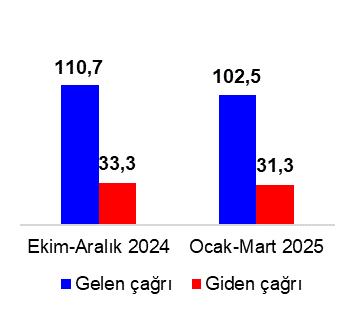 110,7
102,5
33,3
31,3
Ekim-Aralık 2024
Ocak-Mart 2025
Gelen çağrı
Giden çağrı